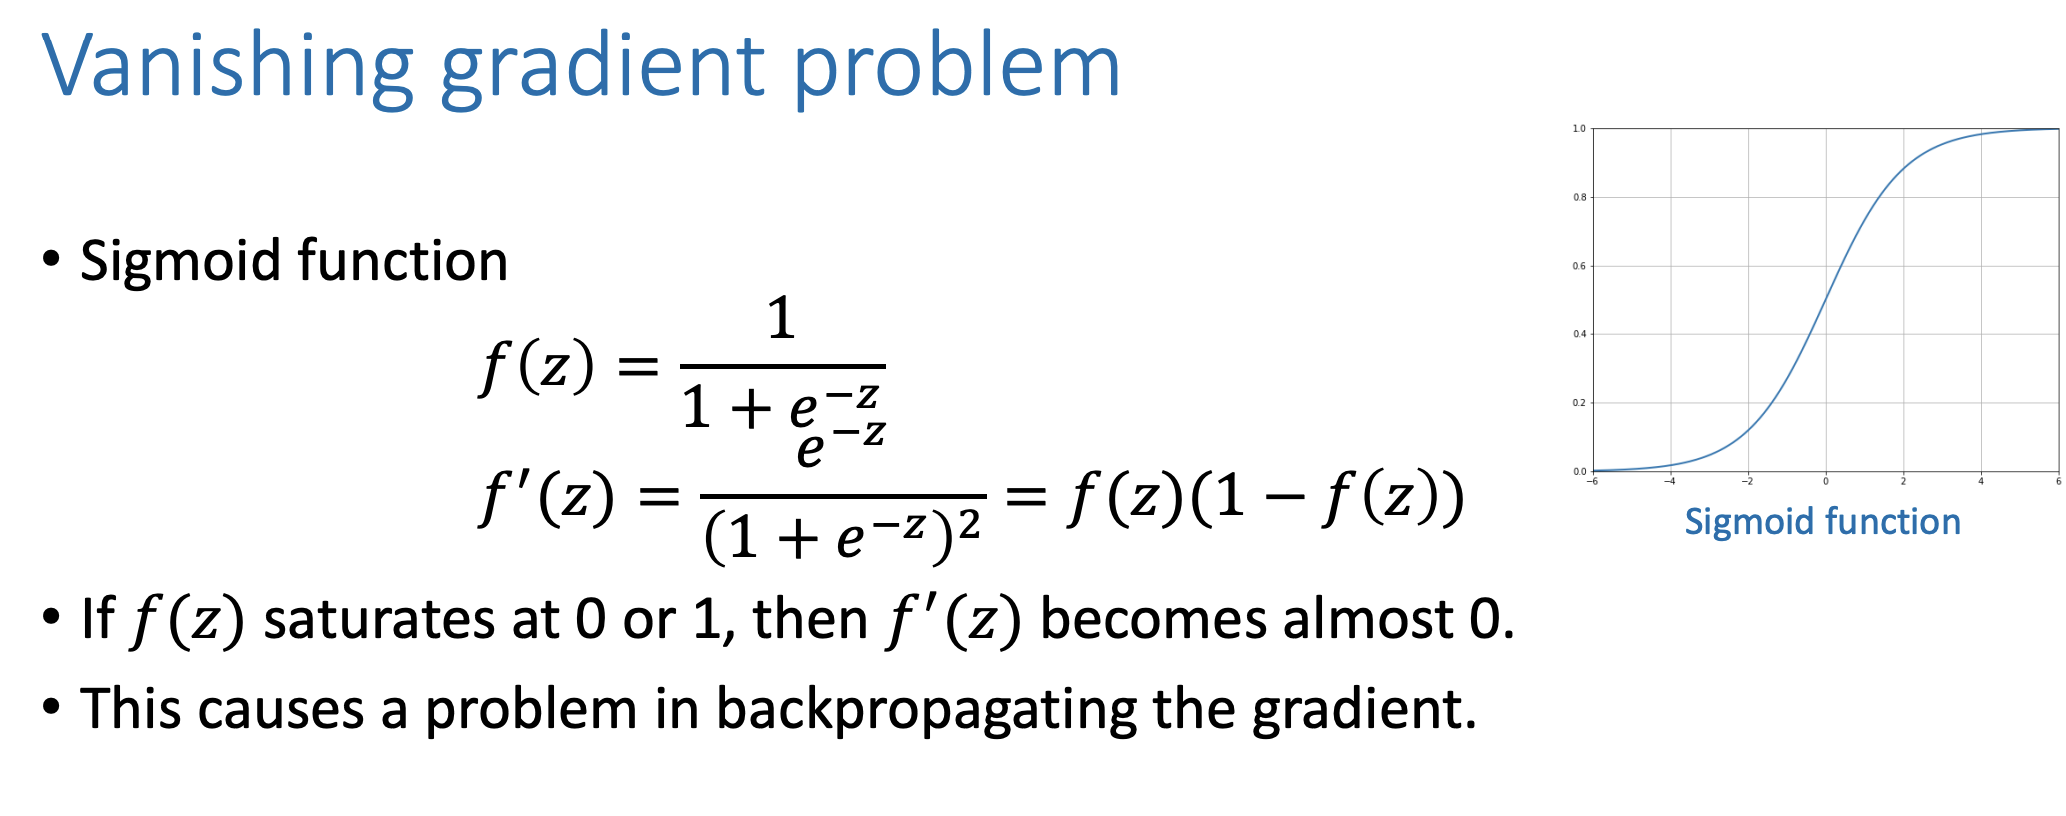 Vanishing gradient problem
• Sigmoid function
f(z) = 1 / (1 + e^{−z})
f′(z) = e^{−z} / (1 + e^{−z})^2 = f(z)(1 − f(z))
• If f(z) saturates at 0 or 1, then f′(z) becomes almost 0.
• This causes a problem in backpropagating the gradient.
1.0
0.8
0.6
0.4
0.2
0.0
−6 −4 −2 0 2 4 6
Sigmoid function